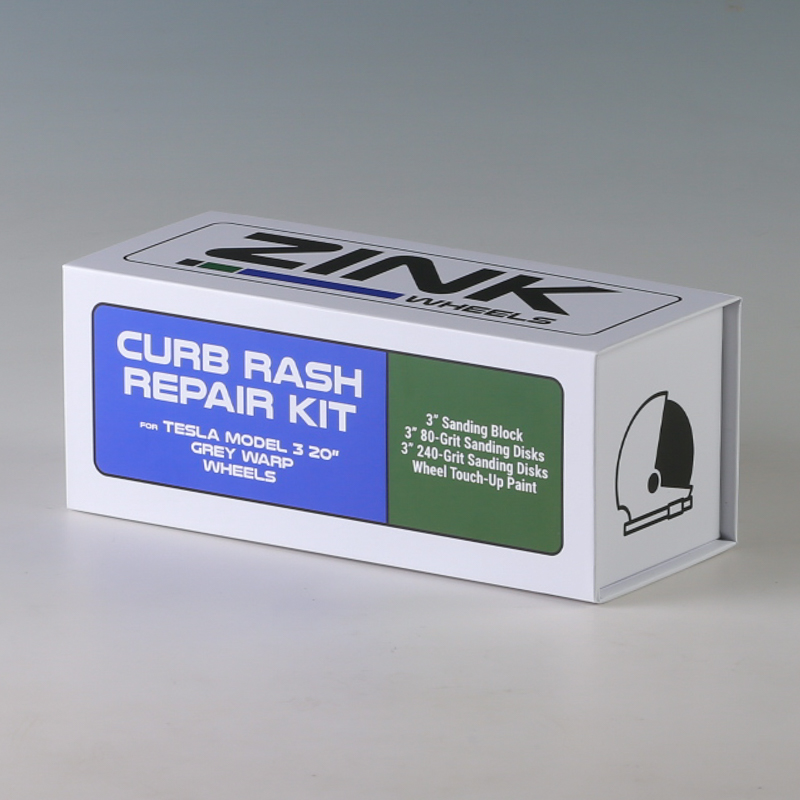 ZINK
WHEELS
CURB RASH
REPAIR KIT
FOR TESLA MODEL 3 20"
GREY WARP
WHEELS
3" Sanding Block
3" 80-Grit Sanding Disks
3" 240-Grit Sanding Disks
Wheel Touch-Up Paint